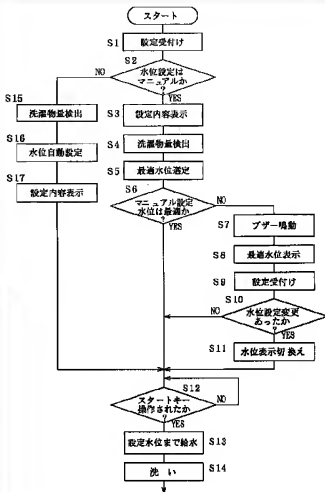 スタート
S1
設定受付け
S2
水位設定は
マニュアルか
?
NO
YES
S15
洗濯物量検出
S16
水位自動設定
S17
設定内容表示
S3
設定内容表示
S4
洗濯物量検出
S5
最適水位選定
S6
マニュアル設定
水位は最適か
?
NO
YES
S7
ブザー鳴動
S8
最適水位表示
S9
設定受付け
S10
水位設定変更
あったか
?
NO
YES
S11
水位表示切換え
S12
スタートキー
操作されたか
?
NO
YES
設定水位まで給水
S13
洗い
S14